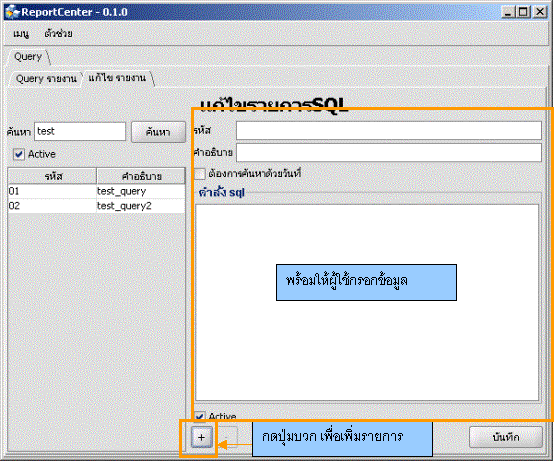 ReportCenter - 0.1.0
เมนู ตัวช่วย
Query
Query รายงาน แก้ไข รายงาน
แก้ไขรายการSQL
ค้นหา test ค้นหา
Active
รหัส คำอธิบาย
01 test_query
02 test_query2
รหัส
คำอธิบาย
ต้องการค้นหาด้วยวันที่
คำสั่ง sql
พร้อมให้ผู้ใช้กรอกข้อมูล
Active
+
กดปุ่มบวก เพื่อเพิ่มรายการ
บันทึก